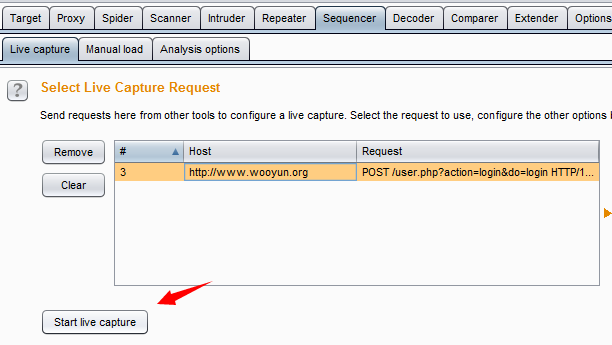 Target Proxy Spider Scanner Intruder Repeater Sequencer Decoder Comparer Extender Options
Live capture Manual load Analysis options
? Select Live Capture Request
Send requests here from other tools to configure a live capture. Select the request to use, configure the other options
Remove
Clear
# Host Request
3 http://www.wooyun.org POST /user.php?action=login&do=login HTTP/1...
Start live capture